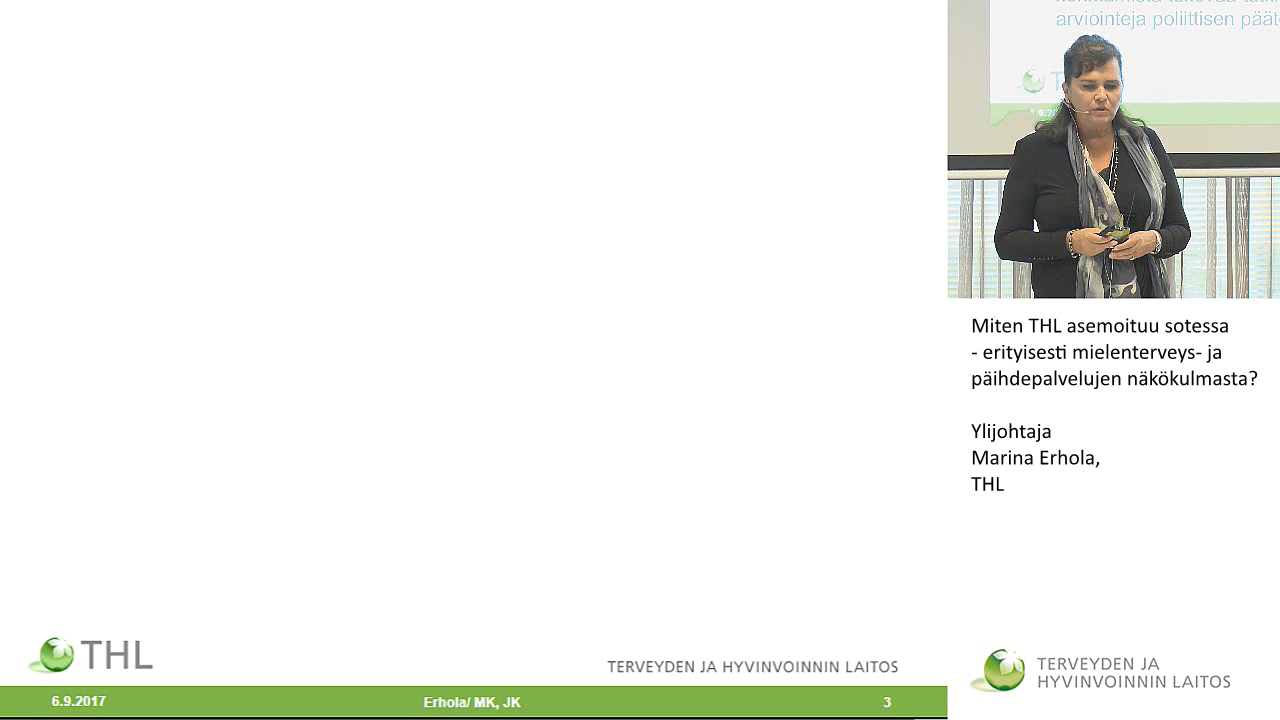 arviointeja poliittisen päät
Miten THL asemoituu sotessa
- erityisesti mielenterveys- ja
päihdepalvelujen näkökulmasta?
Ylijohtaja
Marina Erhola,
THL
THL
TERVEYDEN JA HYVINVOINNIN LAITOS
TERVEYDEN JA
HYVINVOINNIN LAITOS
6.9.2017
Erhola/ MK, JK
3